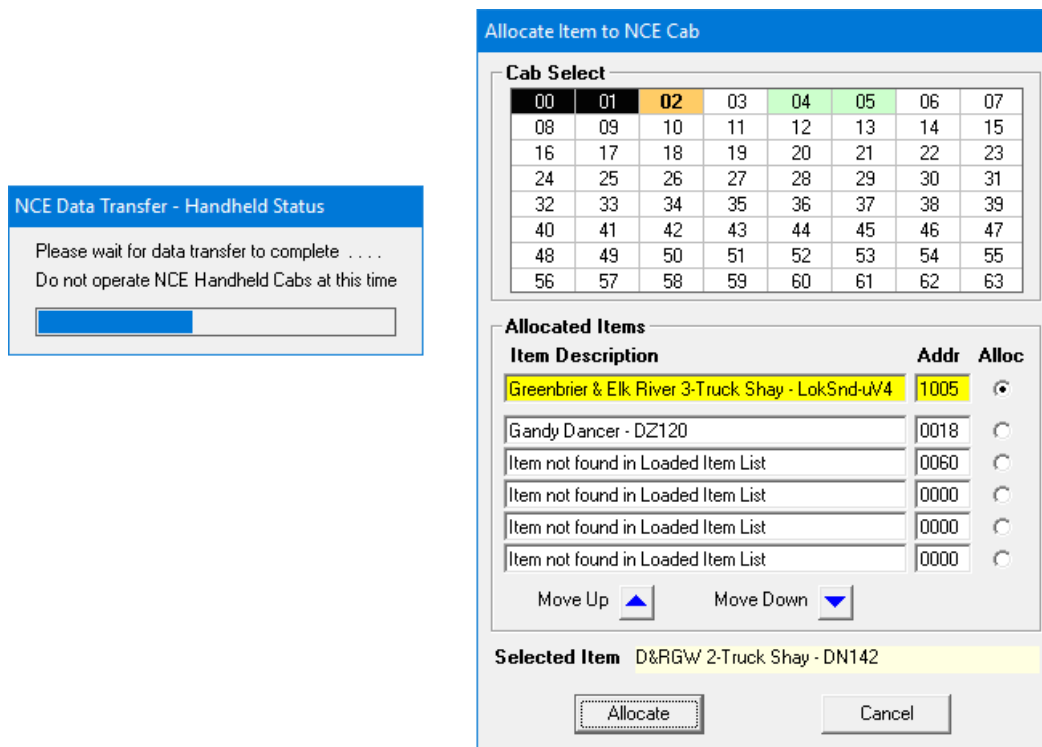 NCE Data Transfer - Handheld Status
Please wait for data transfer to complete . . . .
Do not operate NCE Handheld Cabs at this time
Allocate Item to NCE Cab
Cab Select
00 01 02 03 04 05 06 07
08 09 10 11 12 13 14 15
16 17 18 19 20 21 22 23
24 25 26 27 28 29 30 31
32 33 34 35 36 37 38 39
40 41 42 43 44 45 46 47
48 49 50 51 52 53 54 55
56 57 58 59 60 61 62 63
Allocated Items
Item Description Addr Alloc
Greenbrier & Elk River 3-Truck Shay - LokSnd-uV4 1005
Gandy Dancer - DZ120 0018
Item not found in Loaded Item List 0060
Item not found in Loaded Item List 0000
Item not found in Loaded Item List 0000
Item not found in Loaded Item List 0000
Move Up Move Down
Selected Item D&RGW 2-Truck Shay - DN142
Allocate Cancel